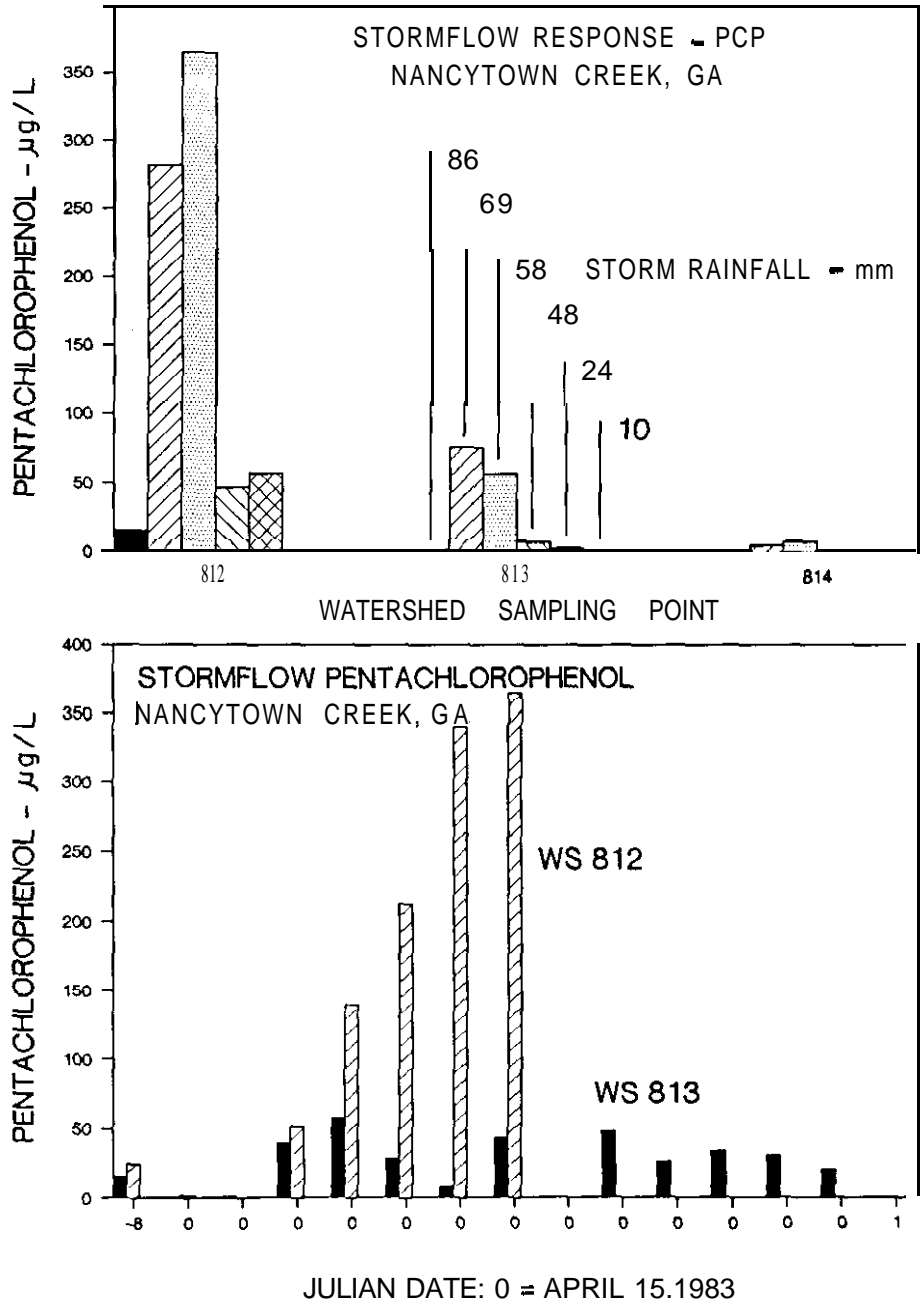 STORMFLOW RESPONSE - PCP
NANCYTOWN CREEK, GA
PENTACHLOROPHENOL - µg/L
350
300
250
200
150
100
50
0
86
69
58
STORM RAINFALL - mm
48
24
10
812
813
814
WATERSHED SAMPLING POINT
400
350
300
250
200
150
100
50
0
PENTACHLOROPHENOL - µg/L
STORMFLOW PENTACHLOROPHENOL
NANCYTOWN CREEK, GA
WS 812
WS 813
-8 0 0 0 0 0 0 0 0 0 0 0 0 0 1
JULIAN DATE: 0 = APRIL 15.1983